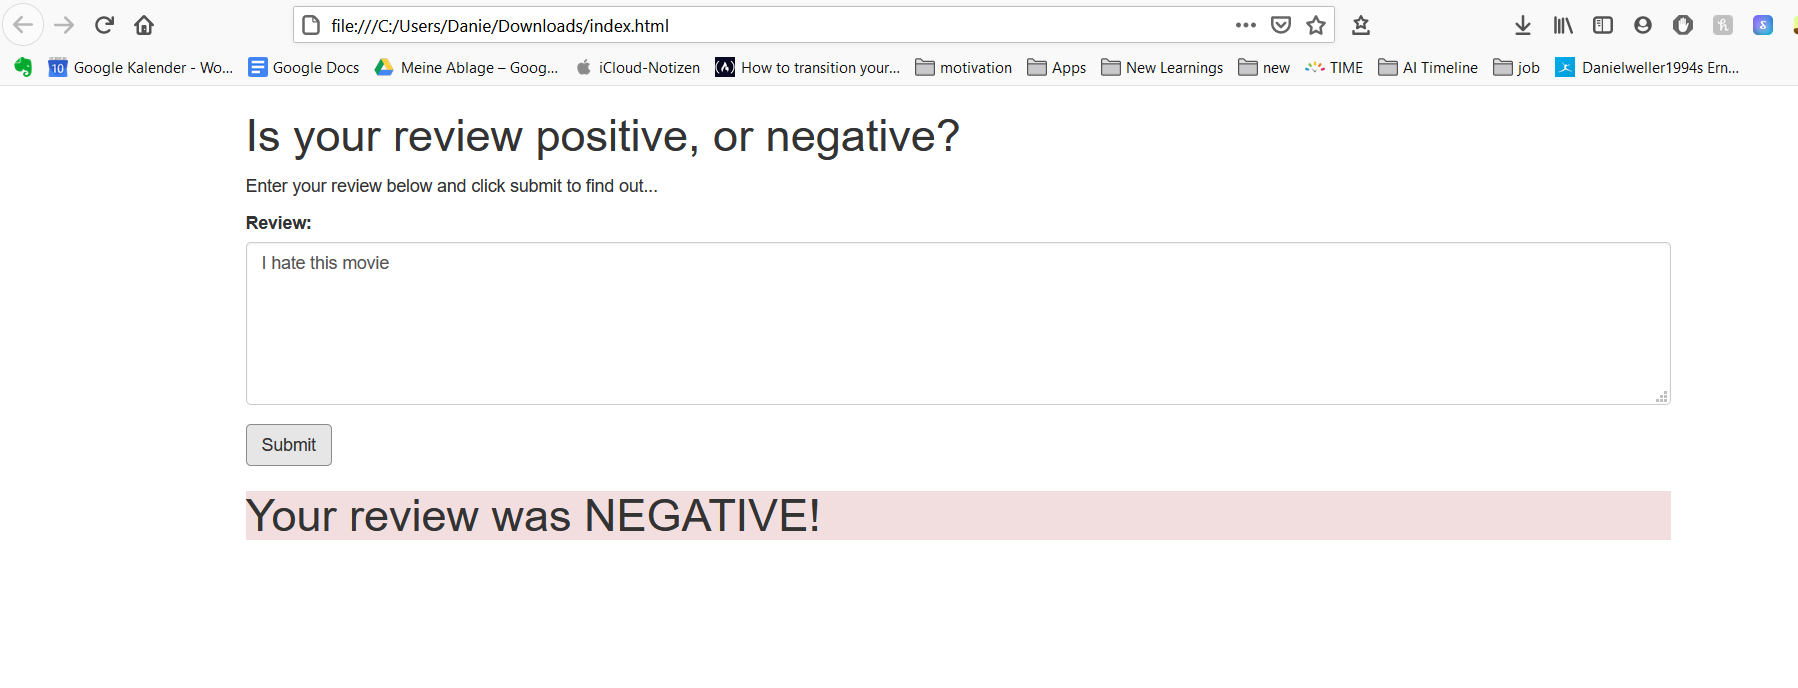 file:///C:/Users/Danie/Downloads/index.html
10 Google Kalender - Wo... Google Docs Meine Ablage – Goog... iCloud-Notizen How to transition your... motivation Apps New Learnings new TIME AI Timeline job Danielweller1994s Ern...
Is your review positive, or negative?
Enter your review below and click submit to find out...
Review:
I hate this movie
Submit
Your review was NEGATIVE!